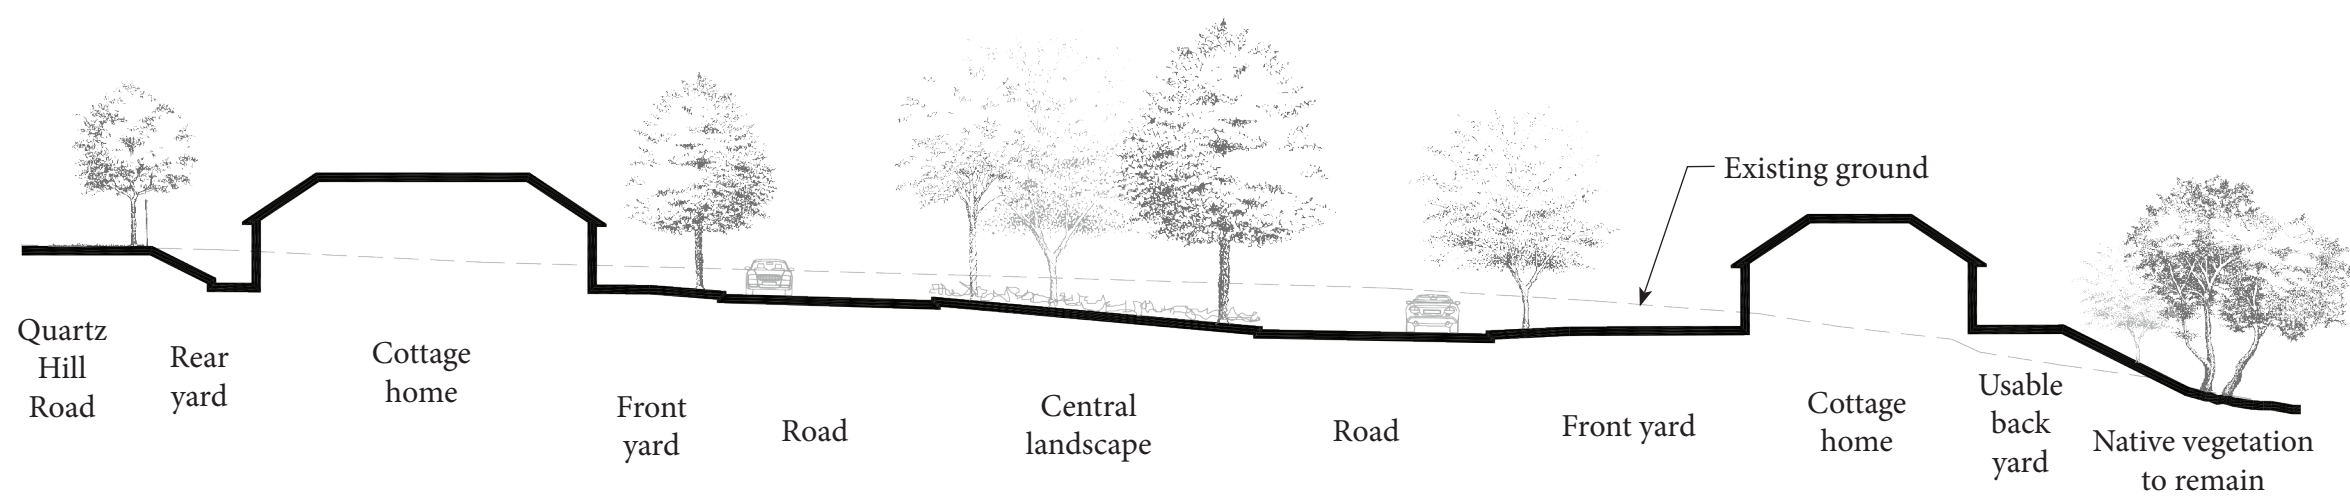 Existing ground
Quartz
Hill
Road
Rear
yard
Cottage
home
Front
yard
Road
Central
landscape
Road
Front yard
Cottage
home
Usable
back
yard
Native vegetation
to remain